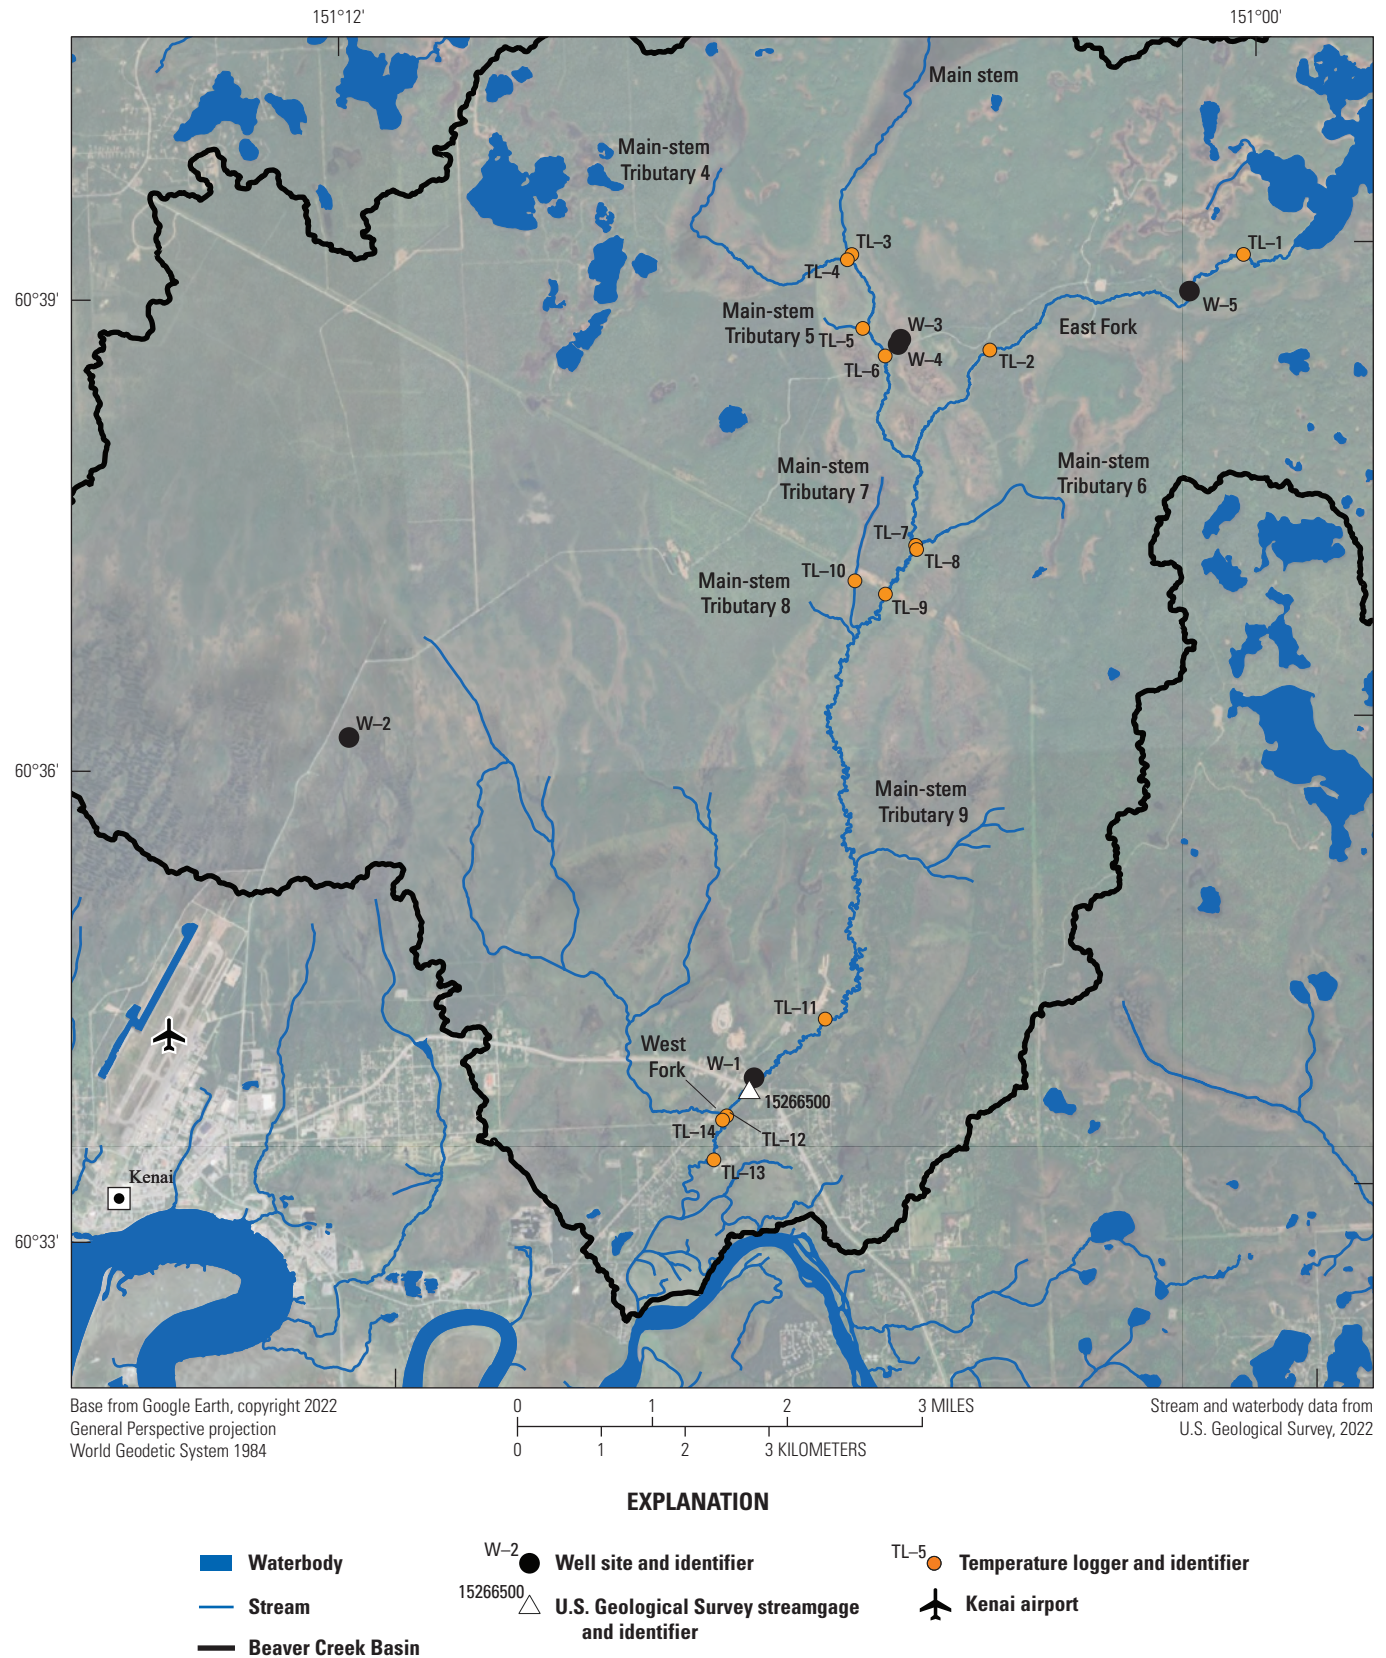 151°12'
151°00'
Main stem
Main-stem
Tributary 4
TL–3
TL–1
TL–4
60°39'
W–5
Main-stem
Tributary 5
TL–5
W–3
East Fork
W–4
TL–2
TL–6
Main-stem
Tributary 7
Main-stem
Tributary 6
TL–7
TL–8
TL–10
Main-stem
Tributary 8
TL–9
W–2
60°36'
Main-stem
Tributary 9
TL–11
West
Fork
W–1
15266500
TL–14
TL–12
TL–13
Kenai
60°33'
Base from Google Earth, copyright 2022
General Perspective projection
World Geodetic System 1984
0 1 2 3 MILES
0 1 2 3 KILOMETERS
Stream and waterbody data from
U.S. Geological Survey, 2022
EXPLANATION
Waterbody
Stream
Beaver Creek Basin
W–2
Well site and identifier
15266500
U.S. Geological Survey streamgage
and identifier
TL–5
Temperature logger and identifier
Kenai airport